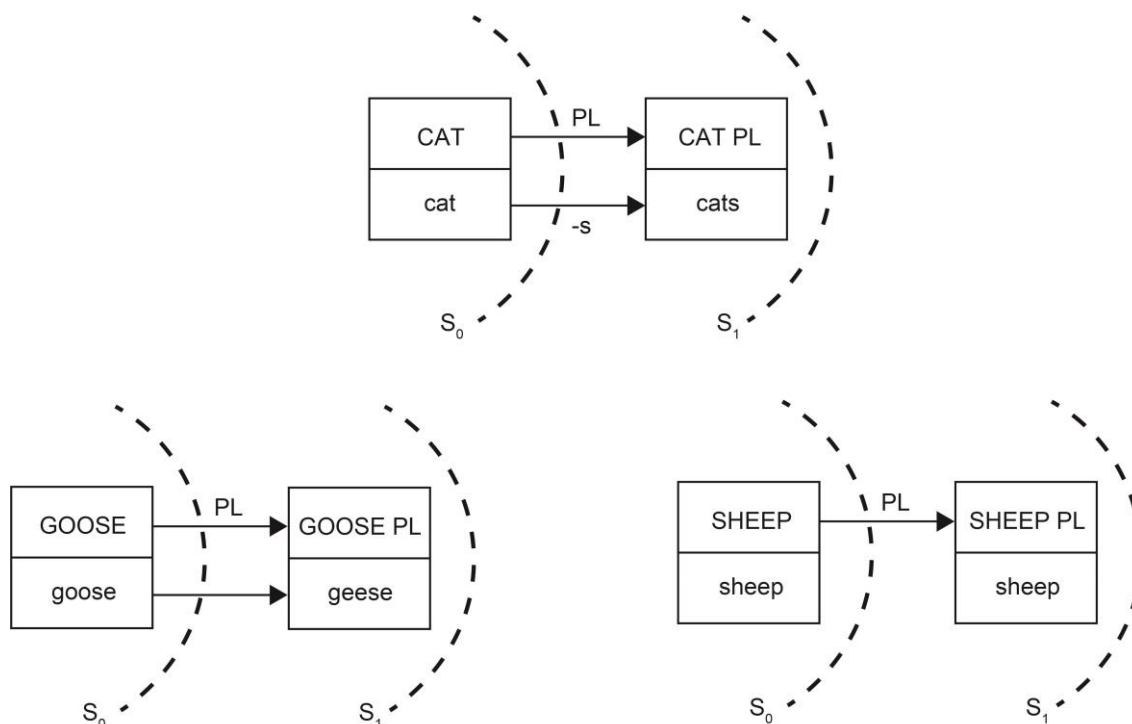 PL
CAT
CAT PL
cat
cats
-s
S₀
S₁
PL
GOOSE
GOOSE PL
goose
geese
S₀
S₁
PL
SHEEP
SHEEP PL
sheep
sheep
S₀
S₁